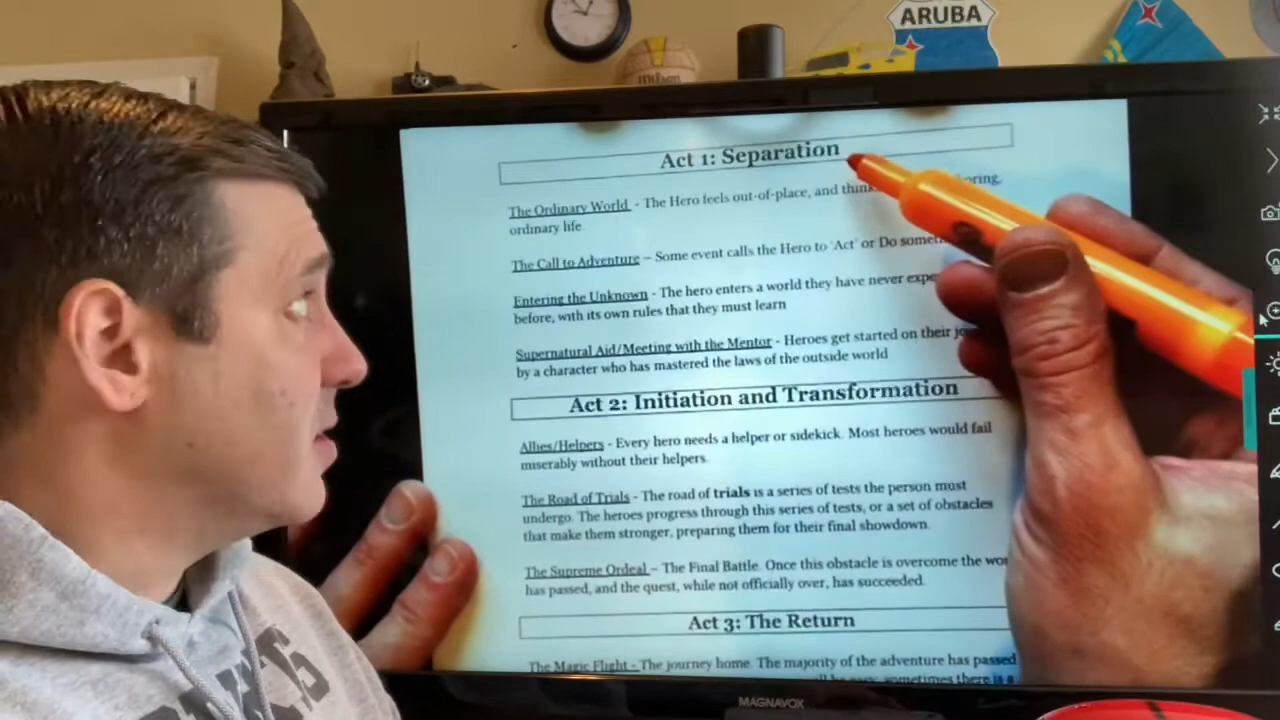 ARUBA
Wilson
Act 1: Separation
The Ordinary World - The Hero feels out-of-place, and boring,
ordinary life.
The Call to Adventure – Some event calls the Hero to 'Act' or Do
Entering the Unknown - The hero enters a world they have never
before, with its own rules that they must learn
Supernatural Aid/Meeting with the Mentor - Heroes get started on their
by a character who has mastered the laws of the outside world
Act 2: Initiation and Transformation
Allies/Helpers - Every hero needs a helper or sidekick. Most heroes would fail
miserably without their helpers.
The Road of Trials - The road of trials is a series of tests the person must
undergo. The heroes progress through this series of tests, or a set of obstacles
that make them stronger, preparing them for their final showdown.
The Supreme Ordeal – The Final Battle. Once this obstacle is overcome the
has passed, and the quest, while not officially over, has succeeded.
Act 3: The Return
The Magic Flight - The journey home. The majority of the adventure has passed
sometimes there is a
MAGNAVOX